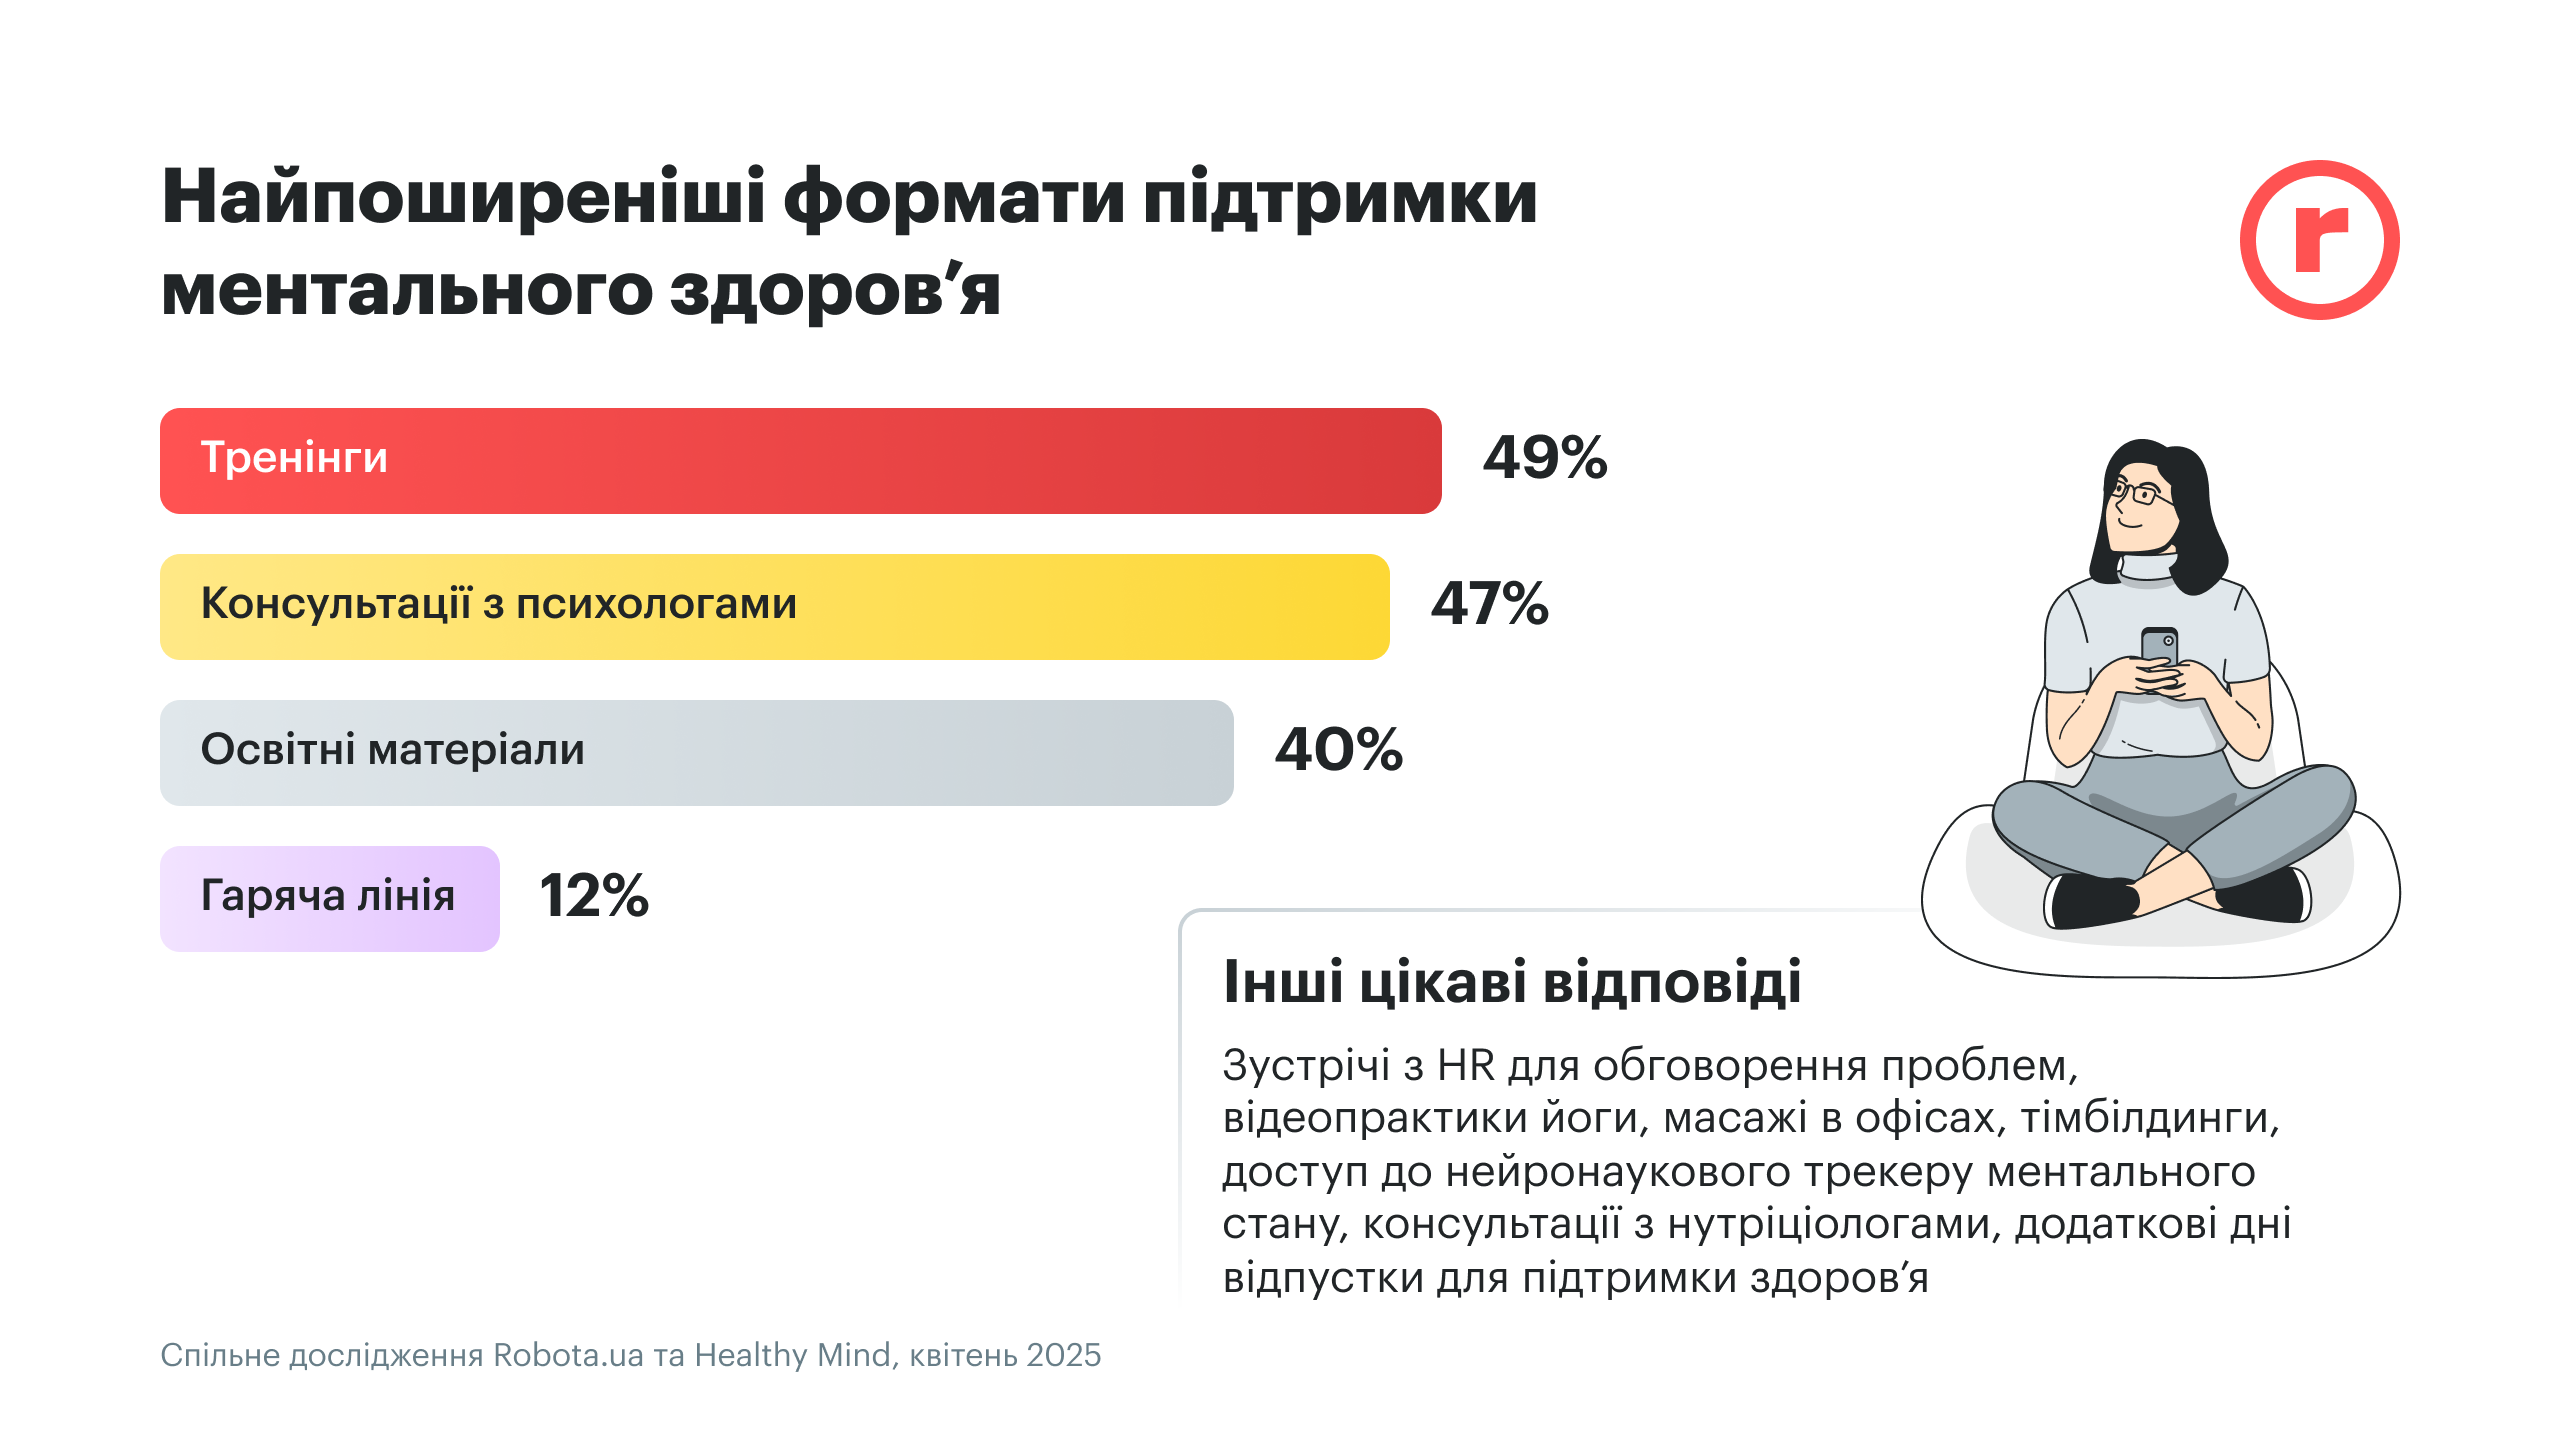 Найпоширеніші формати підтримки
ментального здоров’я
r
Тренінги 49%
Консультації з психологами 47%
Освітні матеріали 40%
Гаряча лінія 12%
Інші цікаві відповіді
Зустрічі з HR для обговорення проблем,
відеопрактики йоги, масажі в офісах, тімбілдинги,
доступ до нейронаукового трекеру ментального
стану, консультації з нутріціологами, додаткові дні
відпустки для підтримки здоров’я
Спільне дослідження Robota.ua та Healthy Mind, квітень 2025